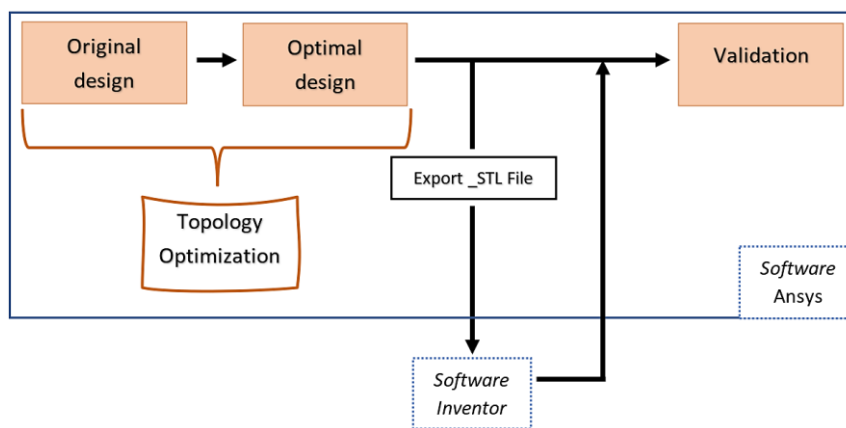 Original
design
Optimal
design
Validation
Export _STL File
Topology
Optimization
Software
Ansys
Software
Inventor